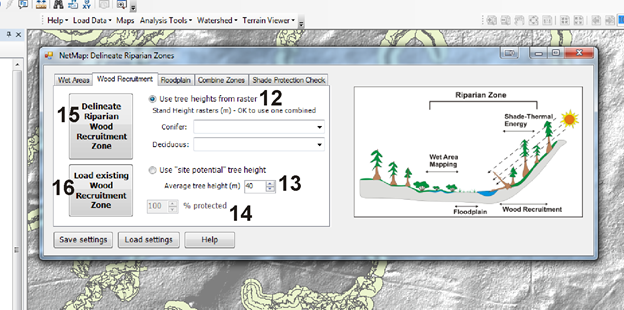 Help Load Data Maps Analysis Tools Watershed Terrain Viewer
NetMap: Delineate Riparian Zones
Wet Areas Wood Recruitment Floodplain Combine Zones Shade Protection Check
15 Delineate Riparian Wood Recruitment Zone
Use tree heights from raster 12
Stand Height rasters (m) - OK to use one combined
Conifer:
Deciduous:
16 Load existing Wood Recruitment Zone
Use "site potential" tree height
Average tree height (m) 40 13
100 % protected 14
Save settings Load settings Help
Riparian Zone
Shade-Thermal
Energy
Wet Area
Mapping
Floodplain
Wood Recruitment